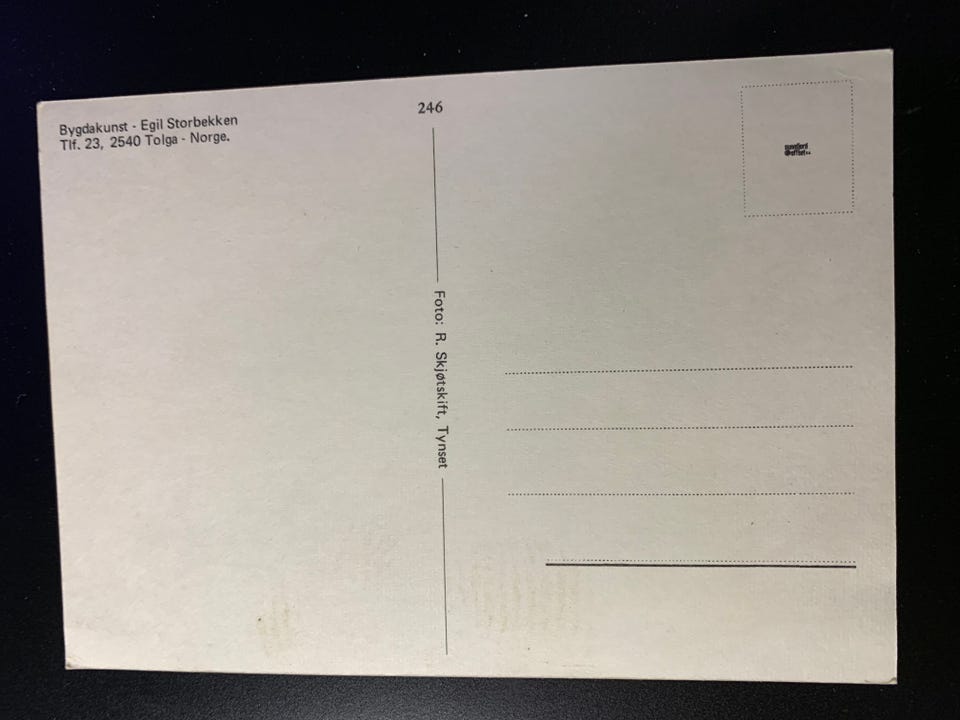 Bygdakunst - Egil Storbekken
Tlf. 23, 2540 Tolga - Norge.
246
Foto: R. Skjøtskift, Tynset